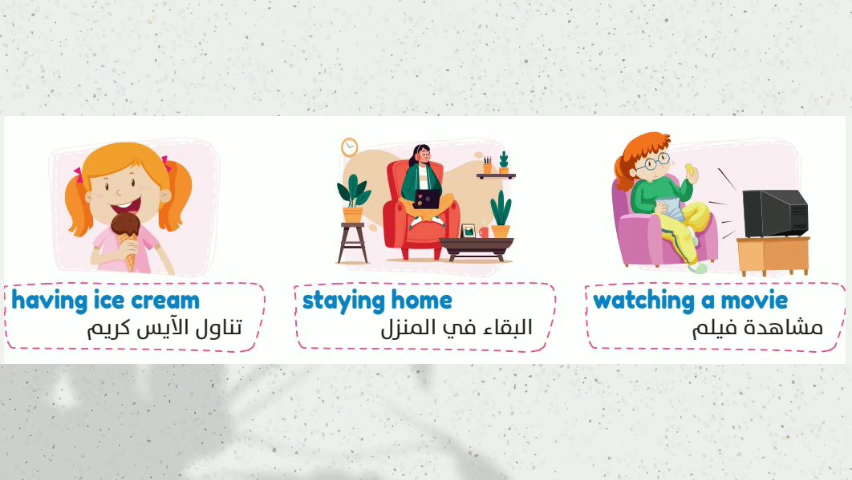 having ice cream
تناول الآيس كريم
staying home
البقاء في المنزل
watching a movie
مشاهدة فيلم